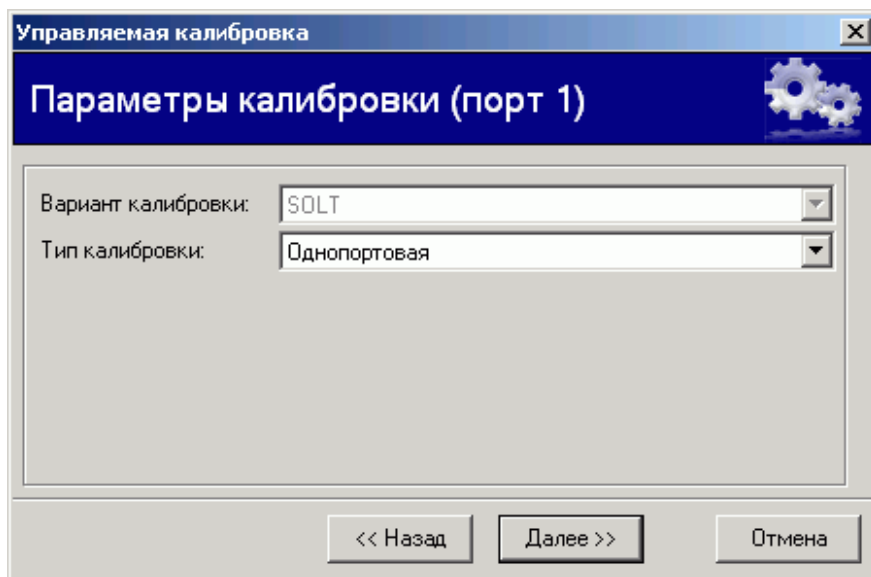 Управляемая калибровка
Параметры калибровки (порт 1)
Вариант калибровки: SOLT
Тип калибровки: Однопортовая
<< Назад Далее >> Отмена